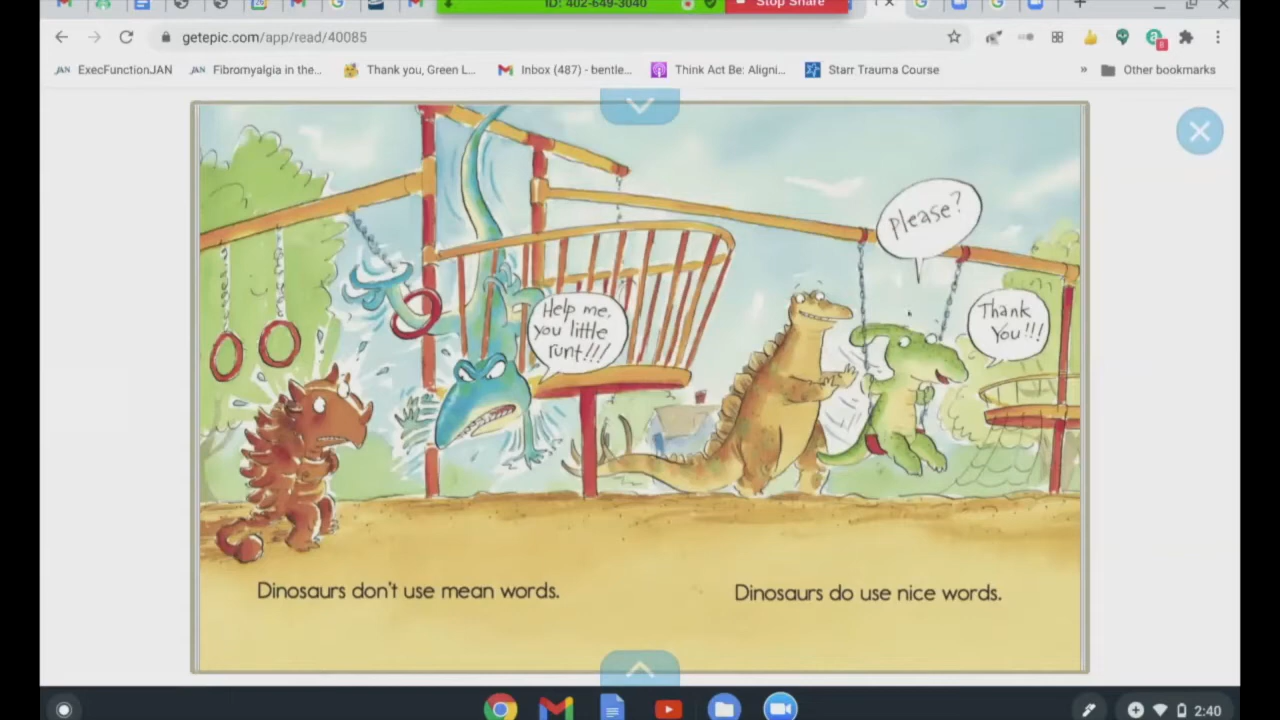 ID: 402-649-3040
Stop Share
getepic.com/app/read/40085
ExecFunctionJAN
Fibromyalgia in the...
Thank you, Green L...
Inbox (487) - bentle...
Think Act Be: Aligni...
Starr Trauma Course
» Other bookmarks
Please?
Help me,
you little
runt!!!
Thank
You!!!
Dinosaurs don't use mean words.
Dinosaurs do use nice words.
2:40